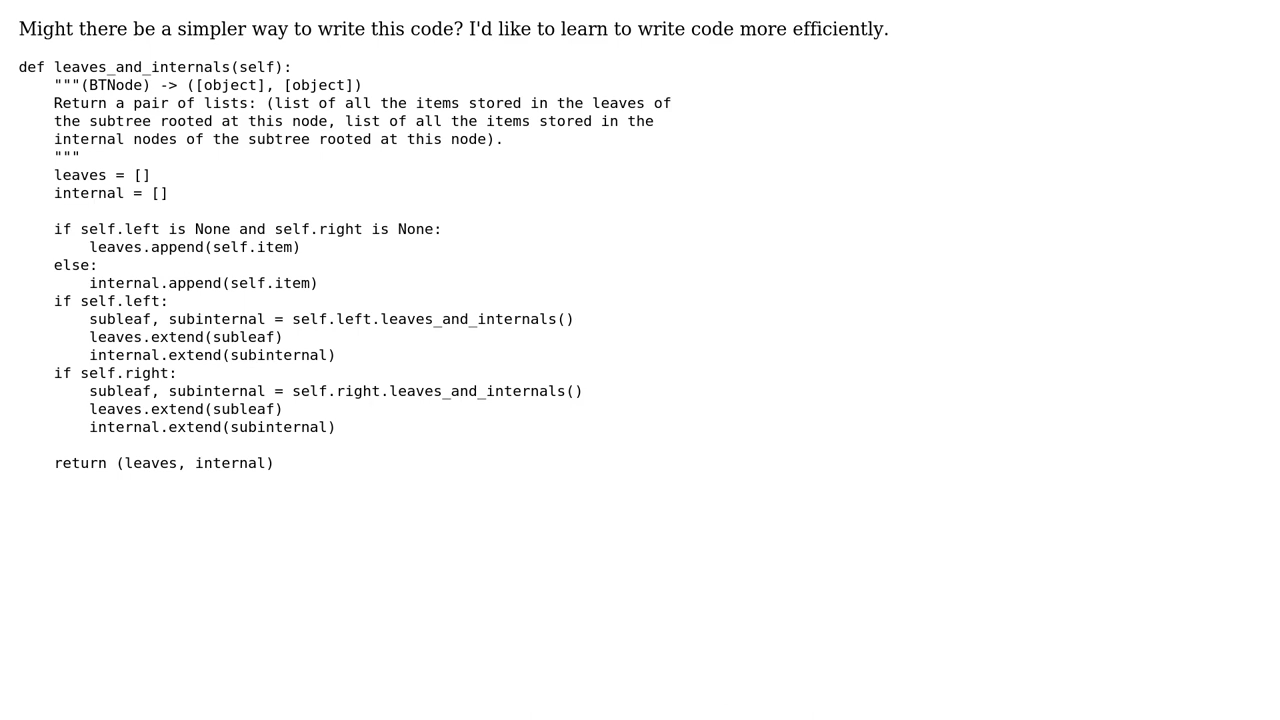 Might there be a simpler way to write this code? I'd like to learn to write code more efficiently.
def leaves_and_internals(self):
    """(BTNode) -> ([object], [object])
    Return a pair of lists: (list of all the items stored in the leaves of
    the subtree rooted at this node, list of all the items stored in the
    internal nodes of the subtree rooted at this node).
    """
    leaves = []
    internal = []

    if self.left is None and self.right is None:
        leaves.append(self.item)
    else:
        internal.append(self.item)
    if self.left:
        subleaf, subinternal = self.left.leaves_and_internals()
        leaves.extend(subleaf)
        internal.extend(subinternal)
    if self.right:
        subleaf, subinternal = self.right.leaves_and_internals()
        leaves.extend(subleaf)
        internal.extend(subinternal)

    return (leaves, internal)